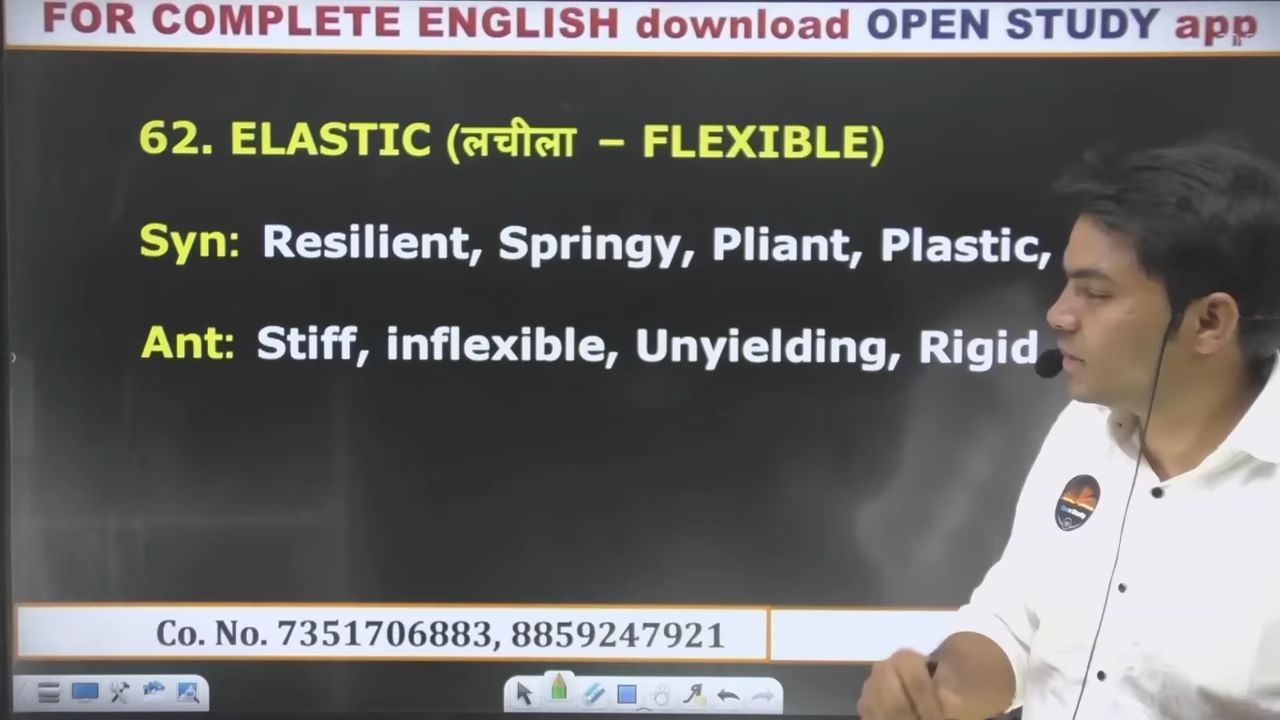 FOR COMPLETE ENGLISH download OPEN STUDY app
62. ELASTIC (लचीला – FLEXIBLE)
Syn: Resilient, Springy, Pliant, Plastic,
Ant: Stiff, inflexible, Unyielding, Rigid
Co. No. 7351706883, 8859247921